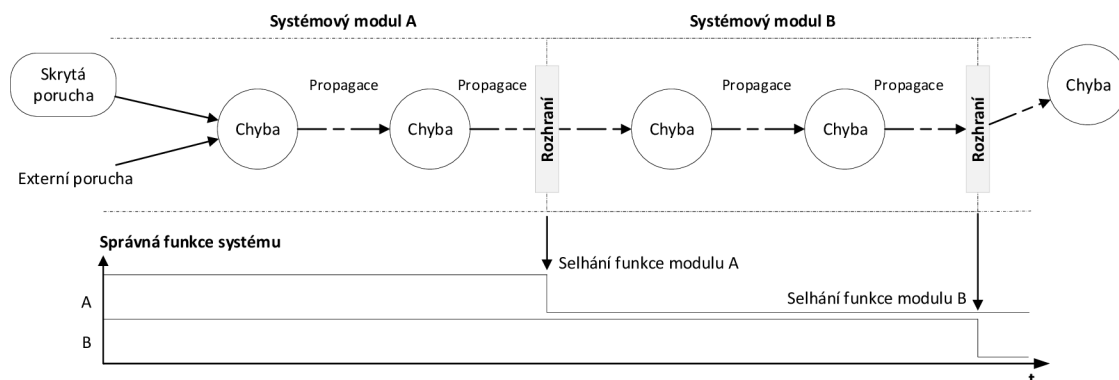 Systémový modul A
Systémový modul B
Skrytá
porucha
Externí porucha
Chyba
Propagace
Chyba
Propagace
Rozhraní
Chyba
Propagace
Chyba
Propagace
Rozhraní
Chyba
Správná funkce systému
Selhání funkce modulu A
A
Selhání funkce modulu B
B
t